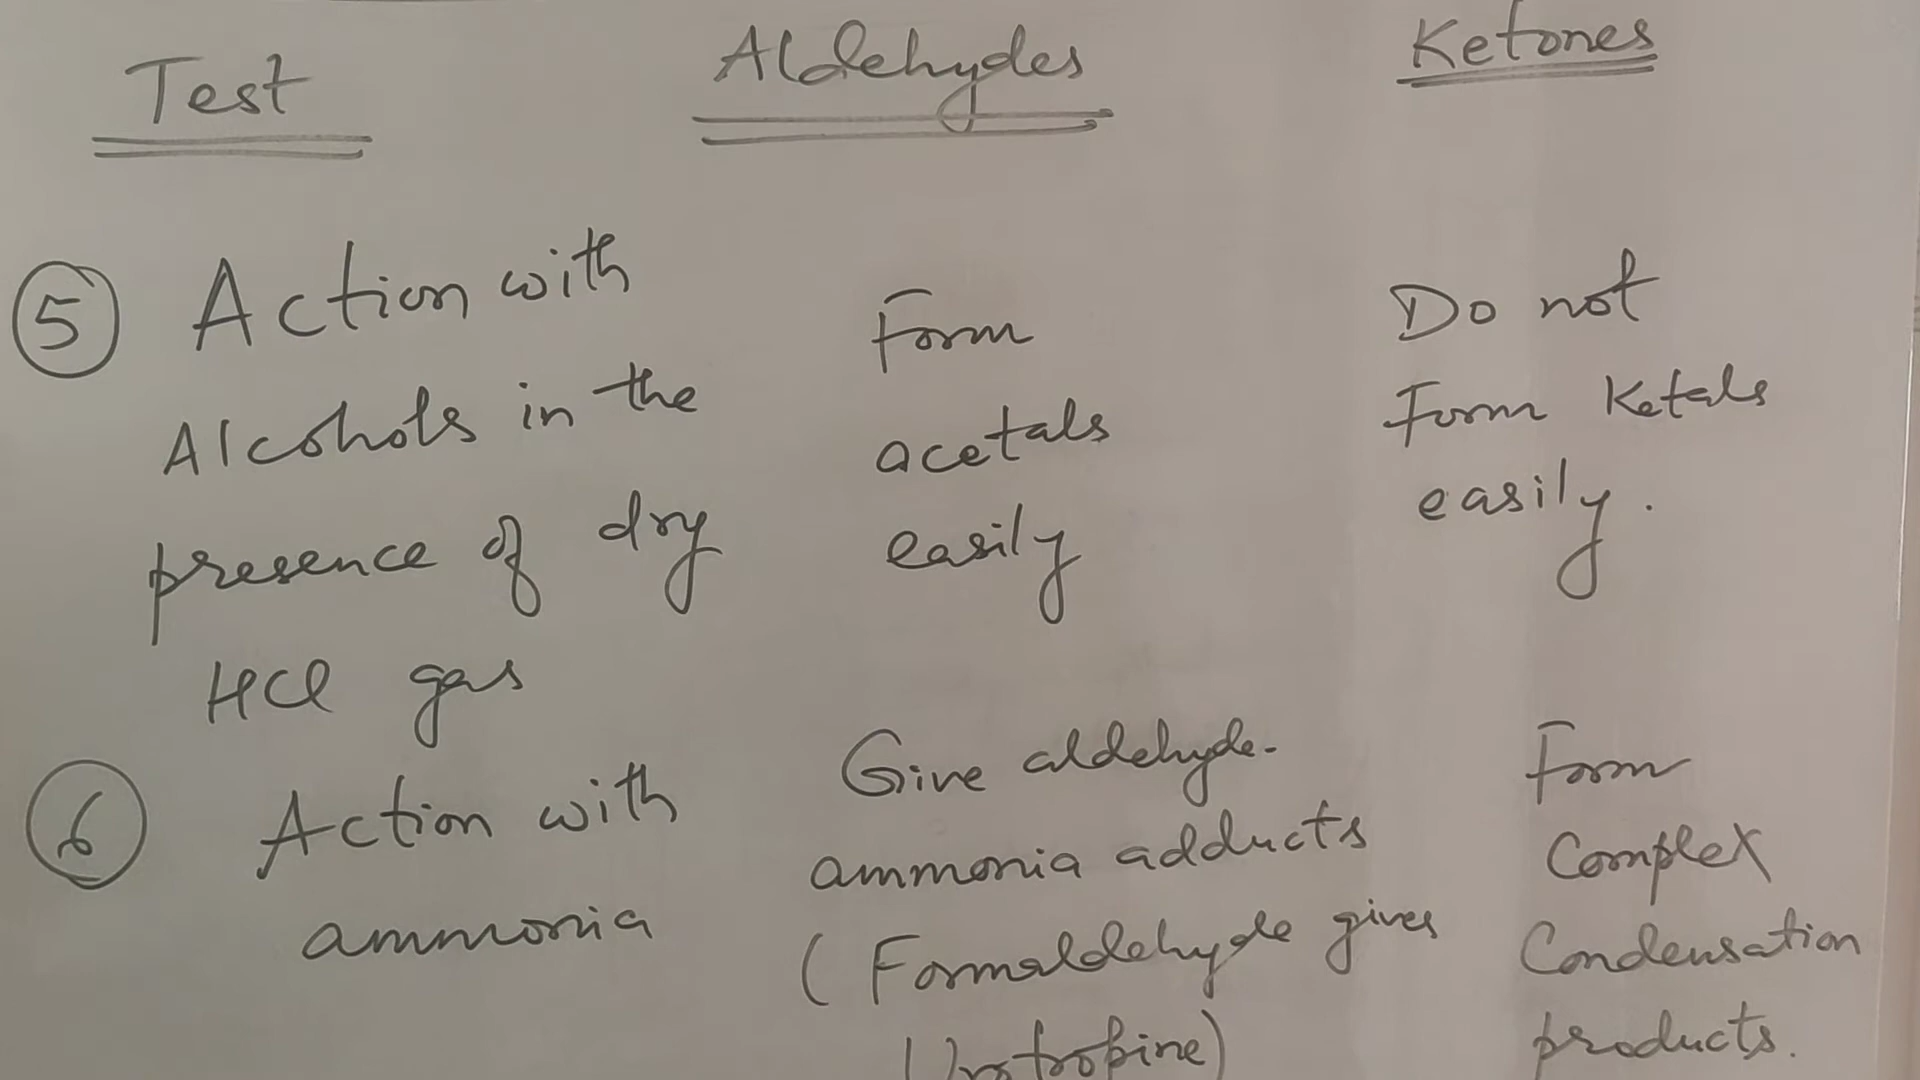 Test Aldehydes Ketones
⑤ Action with
Alcohols in the
presence of dry
HCl gas
Form
acetals
easily
Do not
Form Ketals
easily.
⑥ Action with
ammonia
Give aldehyde-
ammonia adducts
(Formaldehyde gives
Urotropine)
Form
Complex
Condensation
products.